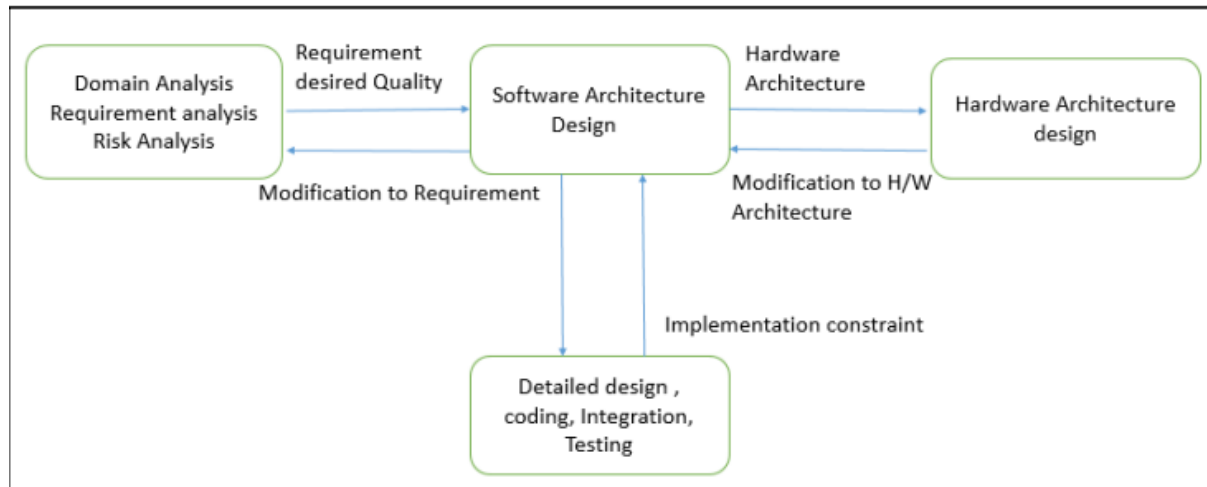 Domain Analysis
Requirement analysis
Risk Analysis
Requirement
desired Quality
Modification to Requirement
Software Architecture
Design
Hardware
Architecture
Modification to H/W
Architecture
Hardware Architecture
design
Implementation constraint
Detailed design ,
coding, Integration,
Testing